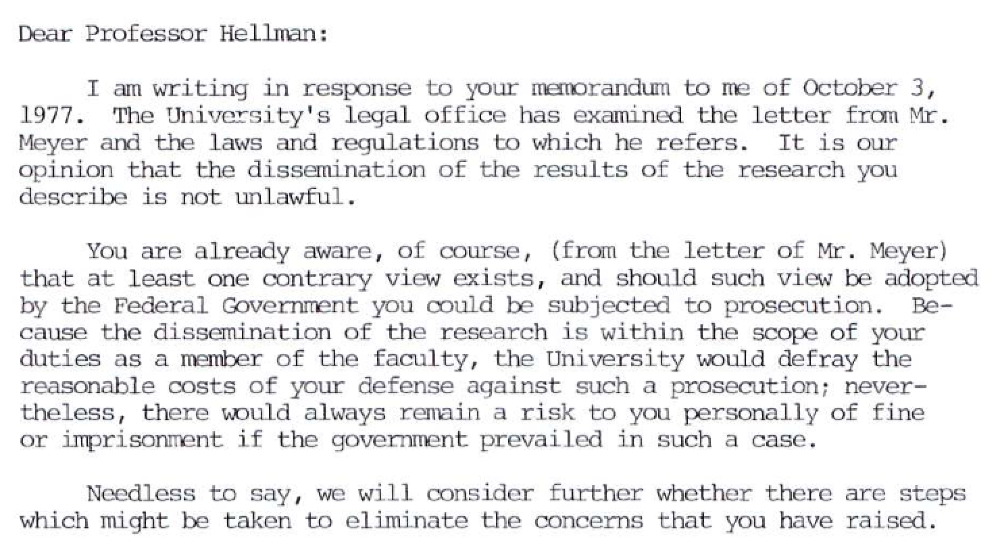 Dear Professor Hellman:
I am writing in response to your memorandum to me of October 3,
1977. The University's legal office has examined the letter from Mr.
Meyer and the laws and regulations to which he refers. It is our
opinion that the dissemination of the results of the research you
describe is not unlawful.
You are already aware, of course, (from the letter of Mr. Meyer)
that at least one contrary view exists, and should such view be adopted
by the Federal Government you could be subjected to prosecution. Be-
cause the dissemination of the research is within the scope of your
duties as a member of the faculty, the University would defray the
reasonable costs of your defense against such a prosecution; never-
theless, there would always remain a risk to you personally of fine
or imprisonment if the government prevailed in such a case.
Needless to say, we will consider further whether there are steps
which might be taken to eliminate the concerns that you have raised.